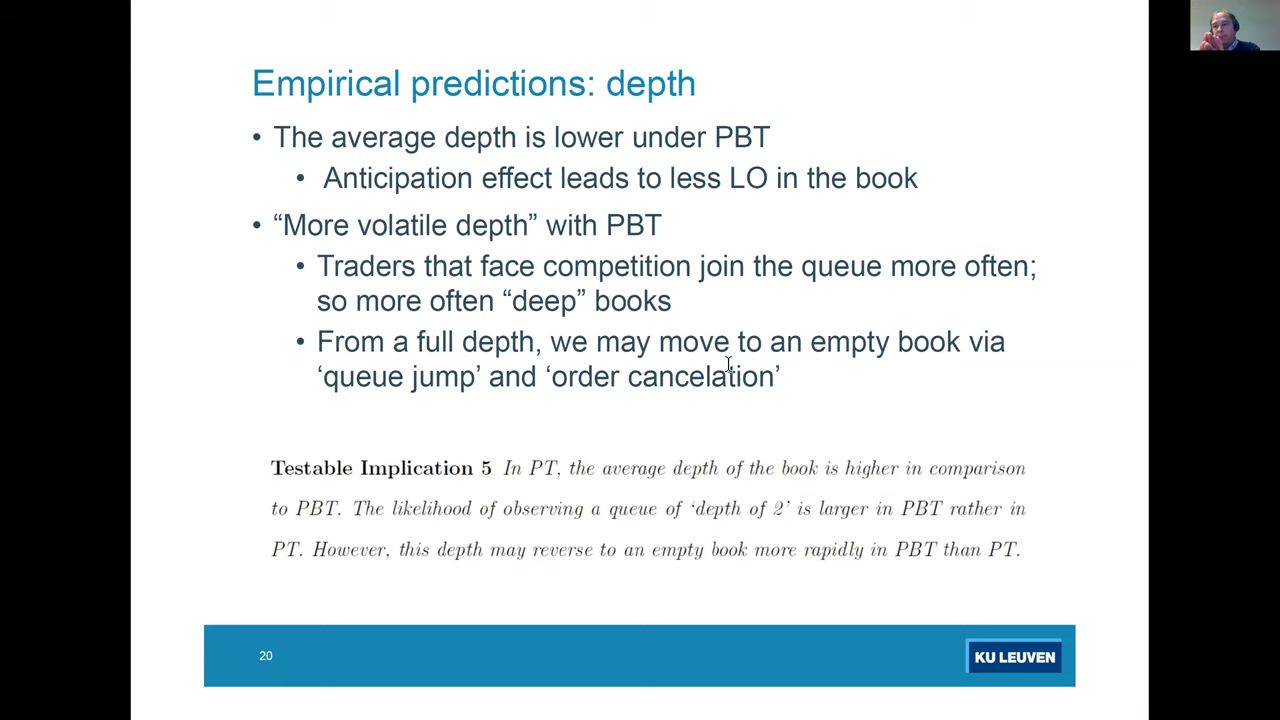 Empirical predictions: depth
• The average depth is lower under PBT
• Anticipation effect leads to less LO in the book
• “More volatile depth” with PBT
• Traders that face competition join the queue more often;
so more often “deep” books
• From a full depth, we may move to an empty book via
‘queue jump’ and ‘order cancelation’
Testable Implication 5 In PT, the average depth of the book is higher in comparison
to PBT. The likelihood of observing a queue of ‘depth of 2’ is larger in PBT rather in
PT. However, this depth may reverse to an empty book more rapidly in PBT than PT.
20
KU LEUVEN